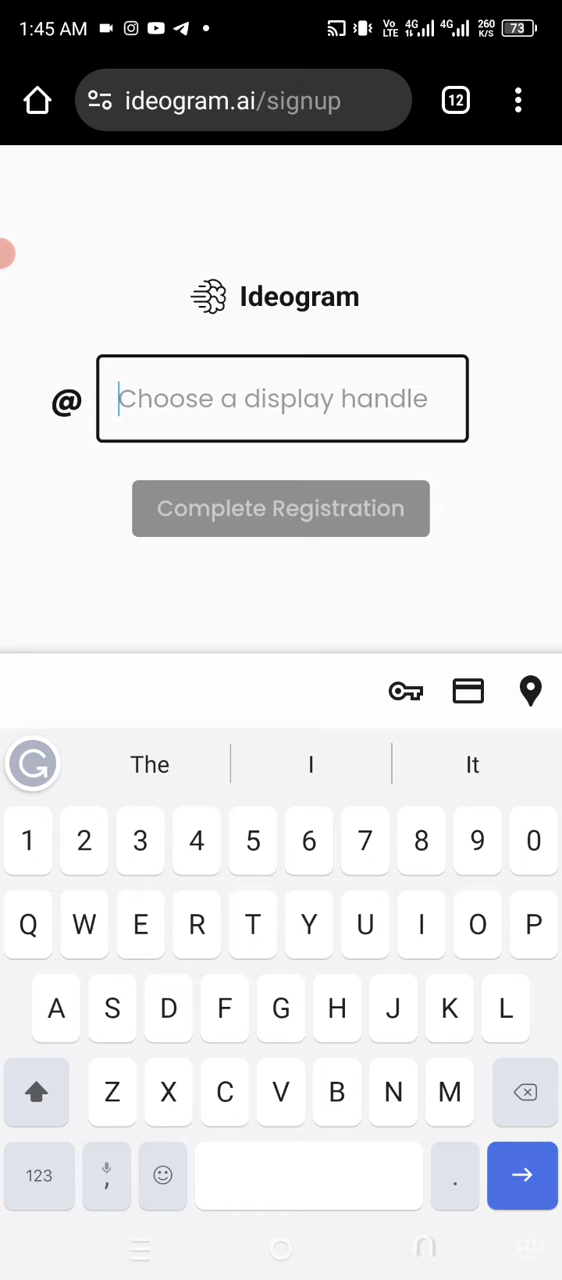 1:45 AM
Vo LTE 4G 4G 260 K/S 73
ideogram.ai/signup
12
Ideogram
@ Choose a display handle
Complete Registration
The I It
1 2 3 4 5 6 7 8 9 0
Q W E R T Y U I O P
A S D F G H J K L
Z X C V B N M
123 , .